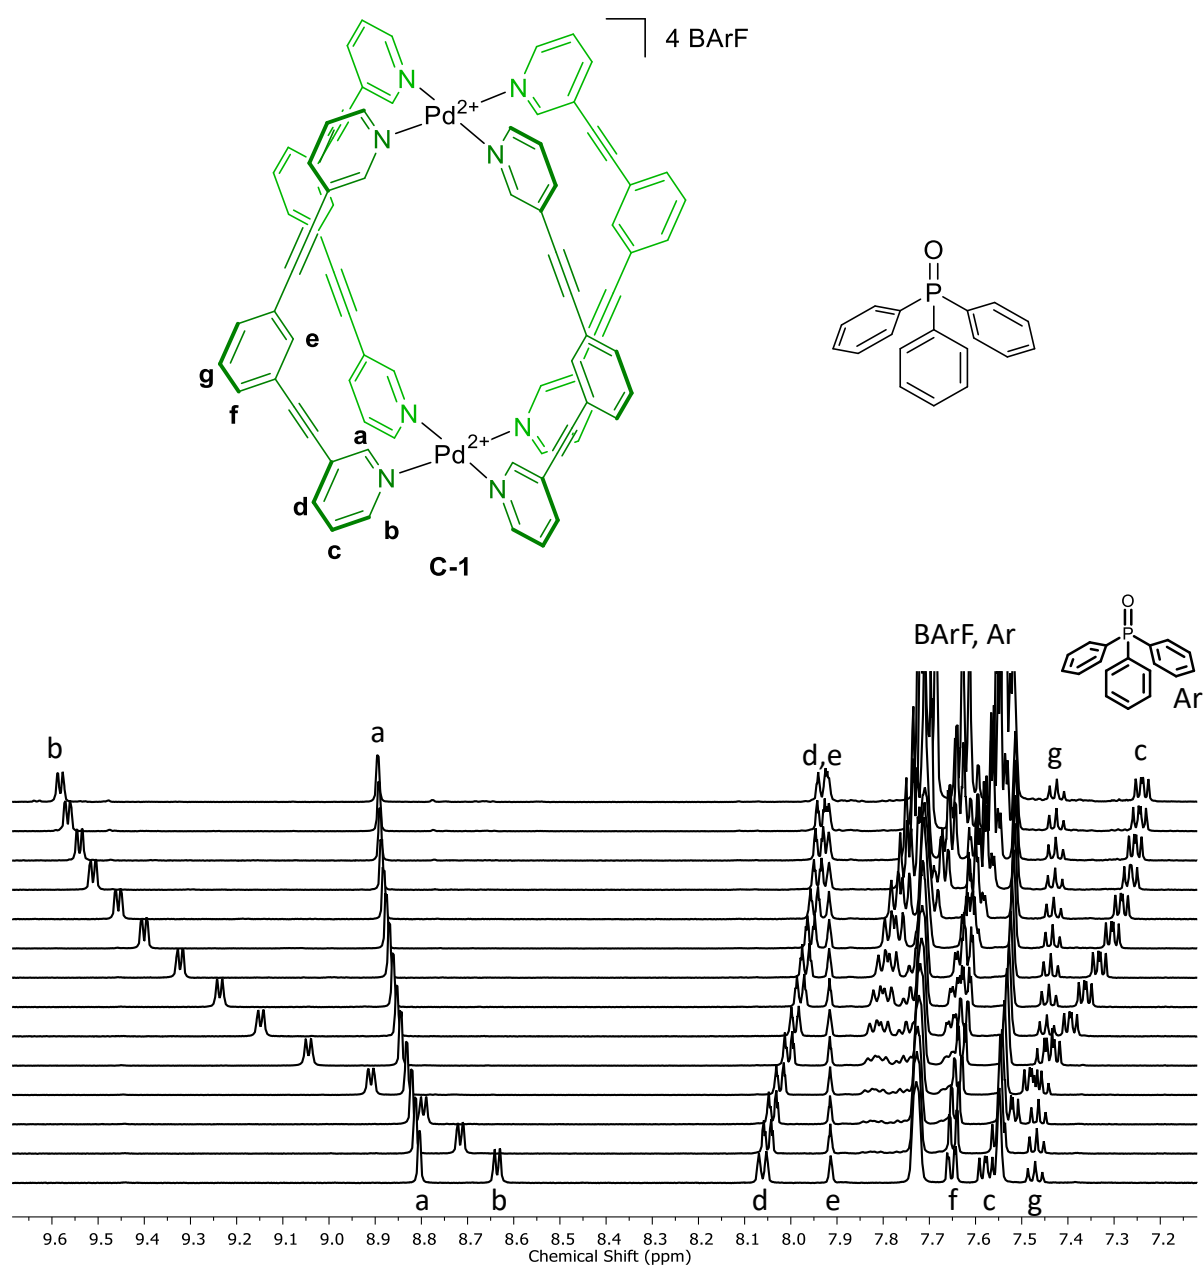 4 BArF
N
N
Pd2+
N
N
O
P
e
g
f
a
N
N
Pd2+
N
N
d
b
c
C-1
O
P
BArF, Ar
Ar
b
a
d,e
g
c
a
b
d
e
f
c
g
9.6 9.5 9.4 9.3 9.2 9.1 9.0 8.9 8.8 8.7 8.6 8.5 8.4 8.3 8.2 8.1 8.0 7.9 7.8 7.7 7.6 7.5 7.4 7.3 7.2
Chemical Shift (ppm)